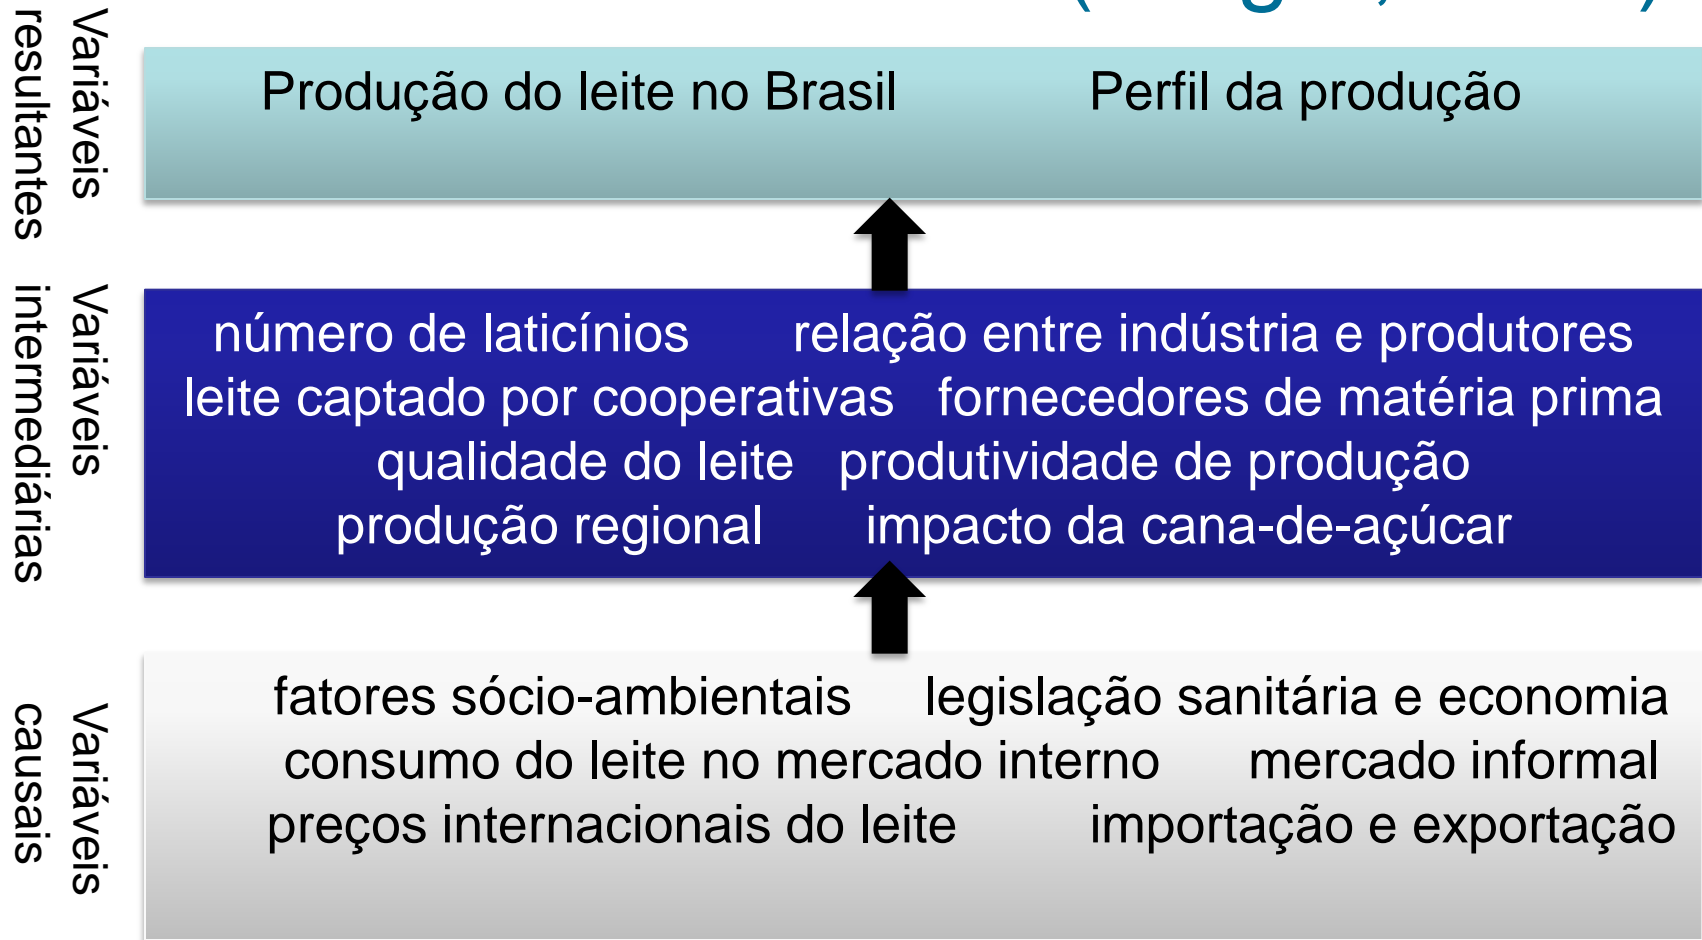 Variáveis
resultantes
Produção do leite no Brasil Perfil da produção
Variáveis
intermediárias
número de laticínios relação entre indústria e produtores
leite captado por cooperativas fornecedores de matéria prima
qualidade do leite produtividade de produção
produção regional impacto da cana-de-açúcar
Variáveis
causais
fatores sócio-ambientais legislação sanitária e economia
consumo do leite no mercado interno mercado informal
preços internacionais do leite importação e exportação